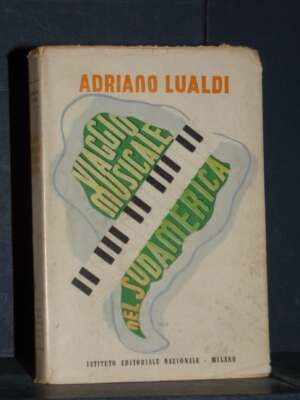 ADRIANO LUALDI
VIAGGIO
MUSICALE
NEL SUDAMERICA
ISTITUTO EDITORIALE NAZIONALE - MILANO